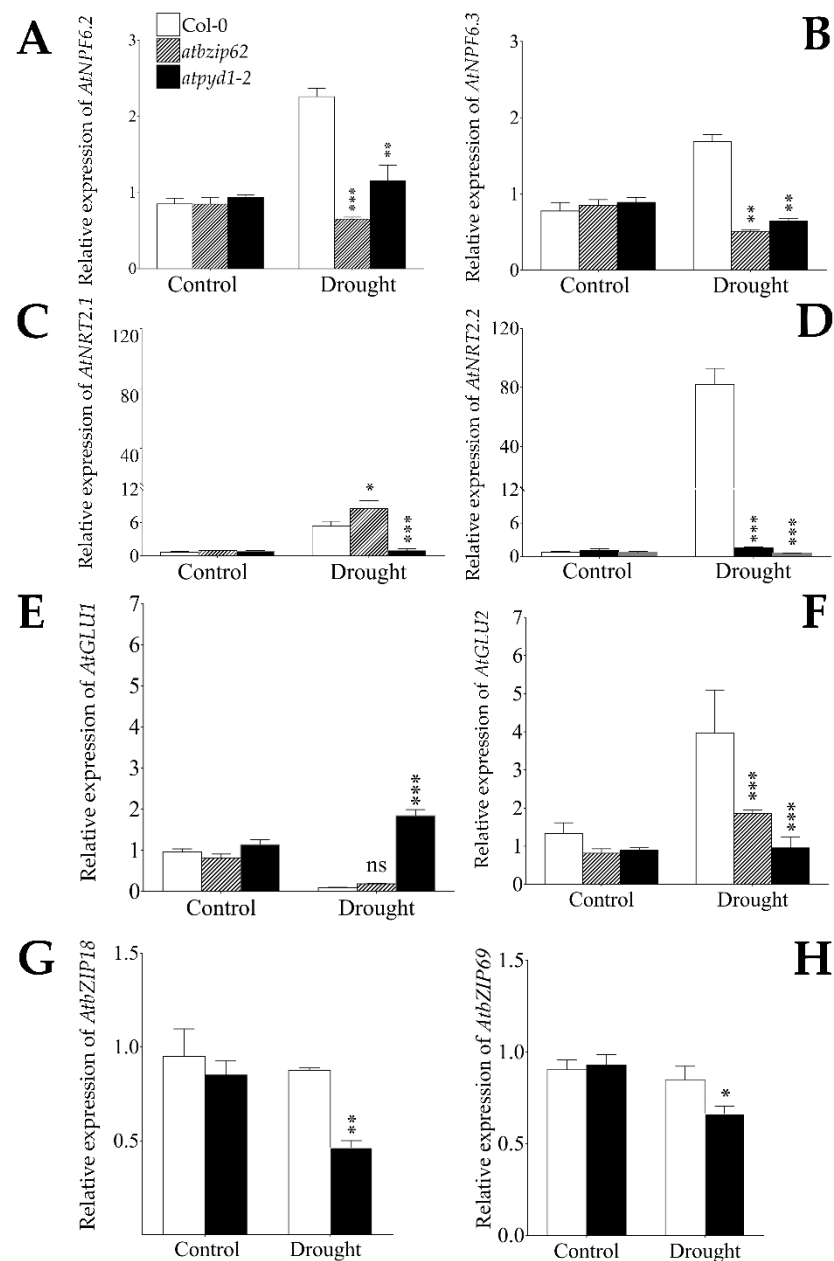 A
Col-0
atbzip62
atpyd1-2
B
Relative expression of AtNPF6.2
3
2
1
0
***
**
Control
Drought
Relative expression of AtNPF6.3
3
2
1
0
**
**
Control
Drought
C
D
Relative expression of AtNRT2.1
120
80
40
12
6
0
*
***
Control
Drought
Relative expression of AtNRT2.2
120
80
40
12
6
0
***
***
Control
Drought
E
F
Relative expression of AtGLU1
7
6
5
4
3
2
1
0
ns
***
Control
Drought
Relative expression of AtGLU2
7
6
5
4
3
2
1
0
***
***
Control
Drought
G
H
Relative expression of AtbZIP18
1.5
1.0
0.5
**
Control
Drought
Relative expression of AtbZIP69
1.5
1.0
0.5
0.0
*
Control
Drought